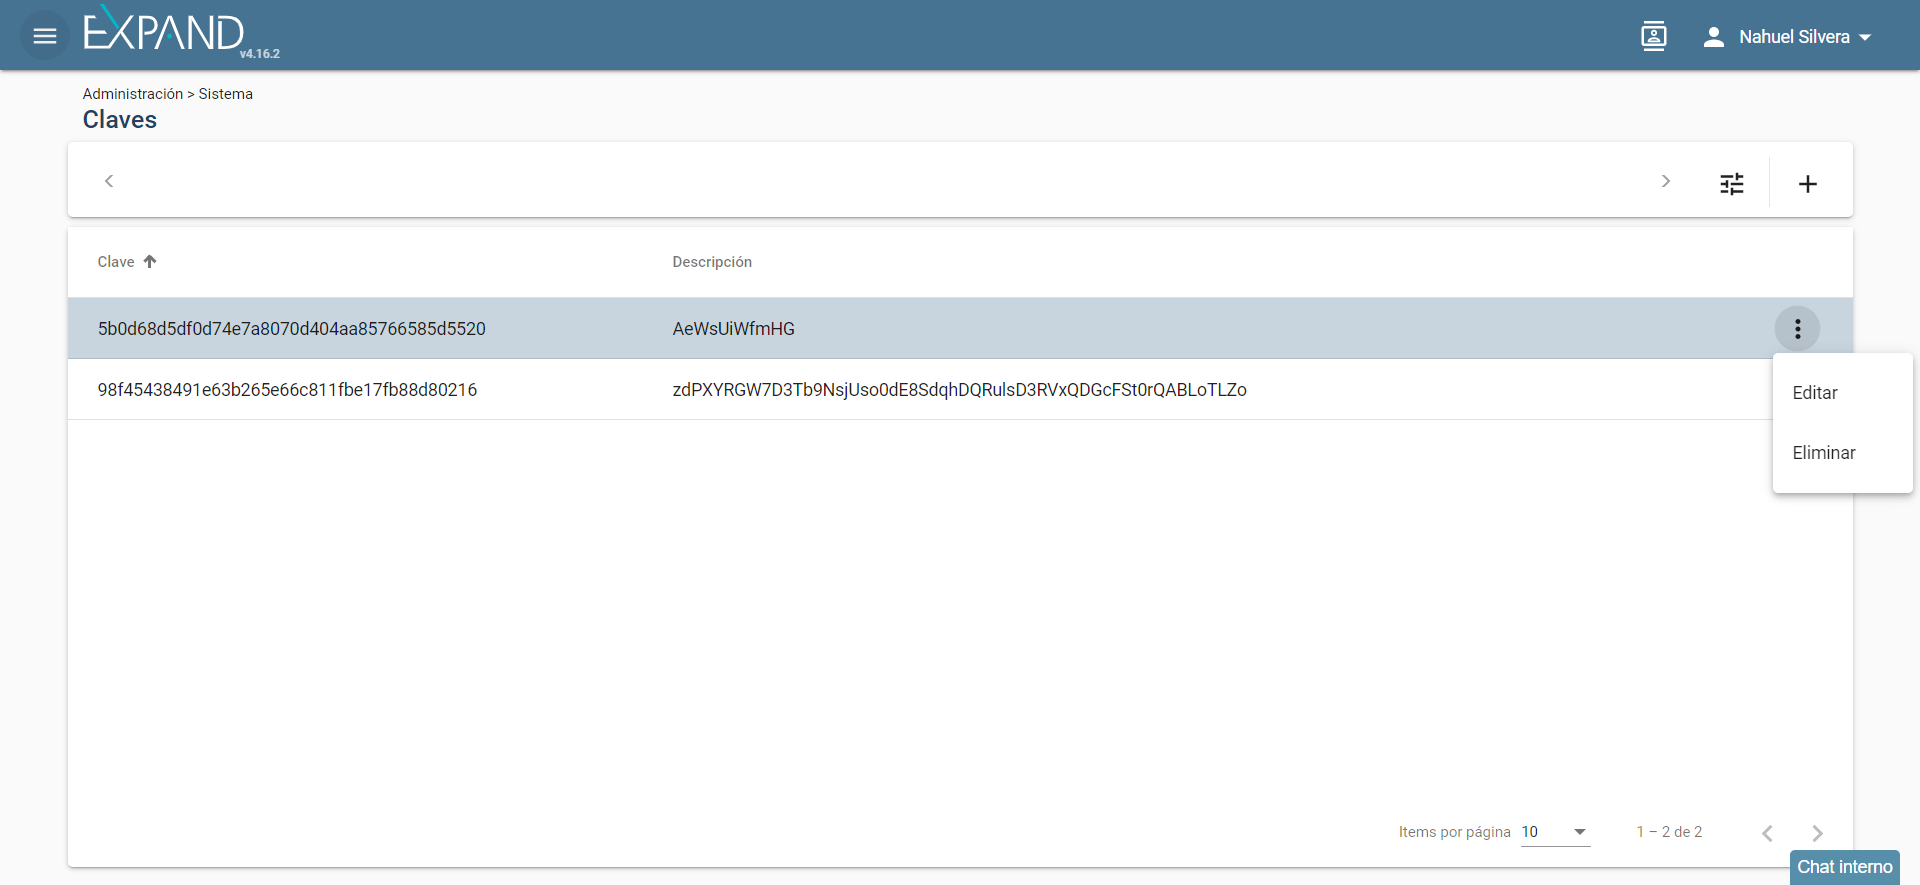 EXPAND
v4.16.2
Nahuel Silvera
Administración > Sistema
Claves
Clave
Descripción
5b0d68d5df0d74e7a8070d404aa85766585d5520
AeWsUiWfmHG
98f45438491e63b265e66c811fbe17fb88d80216
zdPXYRGW7D3Tb9NsjUso0dE8SdqhDQRulsD3RVxQDGcFSt0rQABLoTLZo
Editar
Eliminar
Items por página
10
1 – 2 de 2
Chat interno